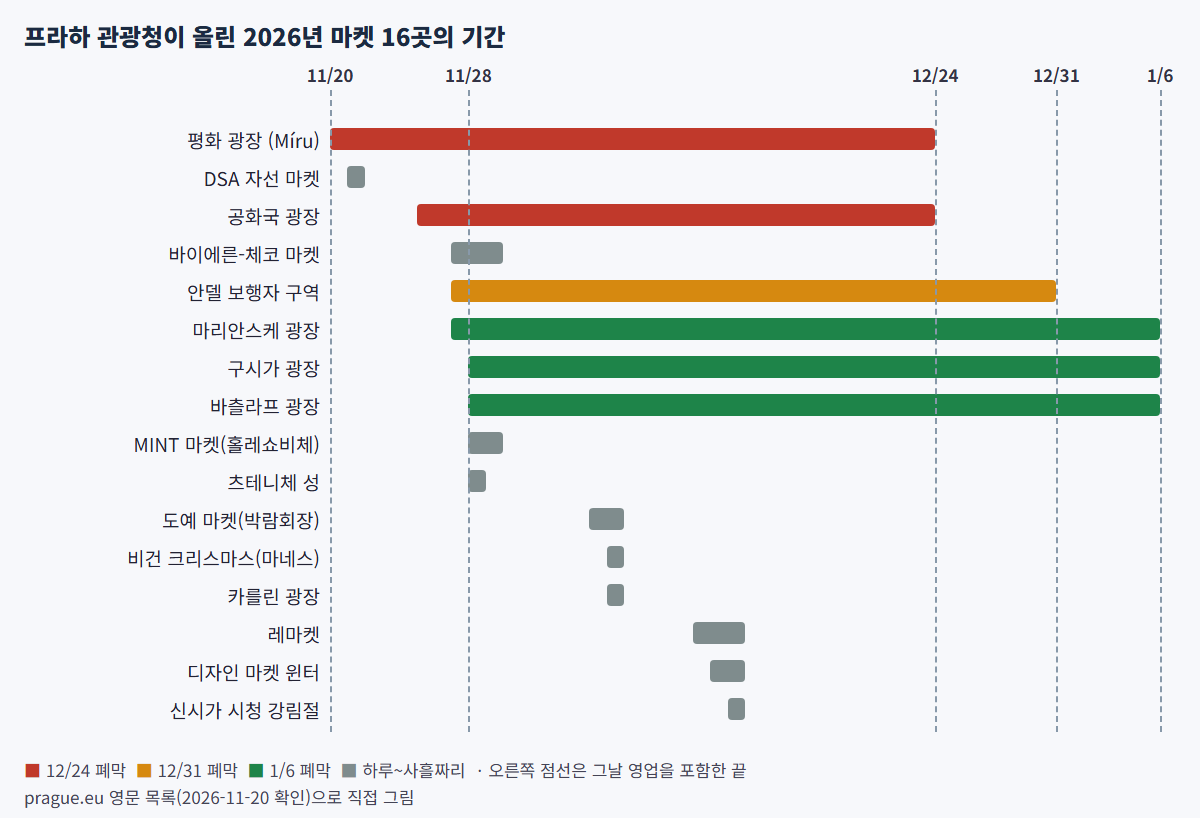 프라하 관광청이 올린 2026년 마켓 16곳의 기간
11/20 11/28 12/24 12/31 1/6
평화 광장 (Míru)
DSA 자선 마켓
공화국 광장
바이에른-체코 마켓
안델 보행자 구역
마리안스케 광장
구시가 광장
바츨라프 광장
MINT 마켓(홀레쇼비체)
츠테니체 성
도예 마켓(박람회장)
비건 크리스마스(마네스)
카를린 광장
레마켓
디자인 마켓 윈터
신시가 시청 강림절
12/24 폐막 12/31 폐막 1/6 폐막 하루~사흘짜리 · 오른쪽 점선은 그날 영업을 포함한 끝
prague.eu 영문 목록(2026-11-20 확인)으로 직접 그림